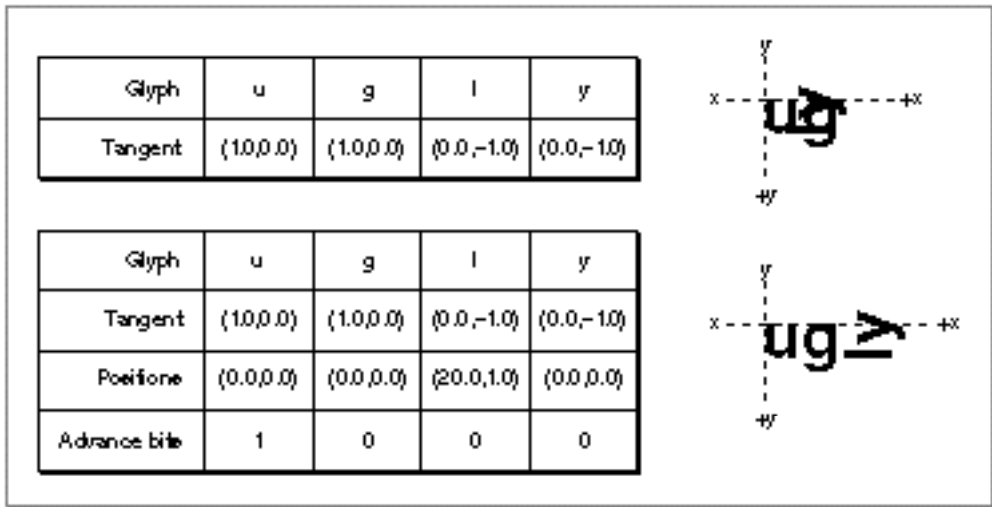 Glyph u g l y
Tangent (1.0,0.0) (1.0,0.0) (0.0,-1.0) (0.0,-1.0)
y
x +x
ugly
+y
Glyph u g l y
Tangent (1.0,0.0) (1.0,0.0) (0.0,-1.0) (0.0,-1.0)
Positions (0.0,0.0) (0.0,0.0) (20.0,1.0) (0.0,0.0)
Advance bits 1 0 0 0
y
x +x
ugly
+y